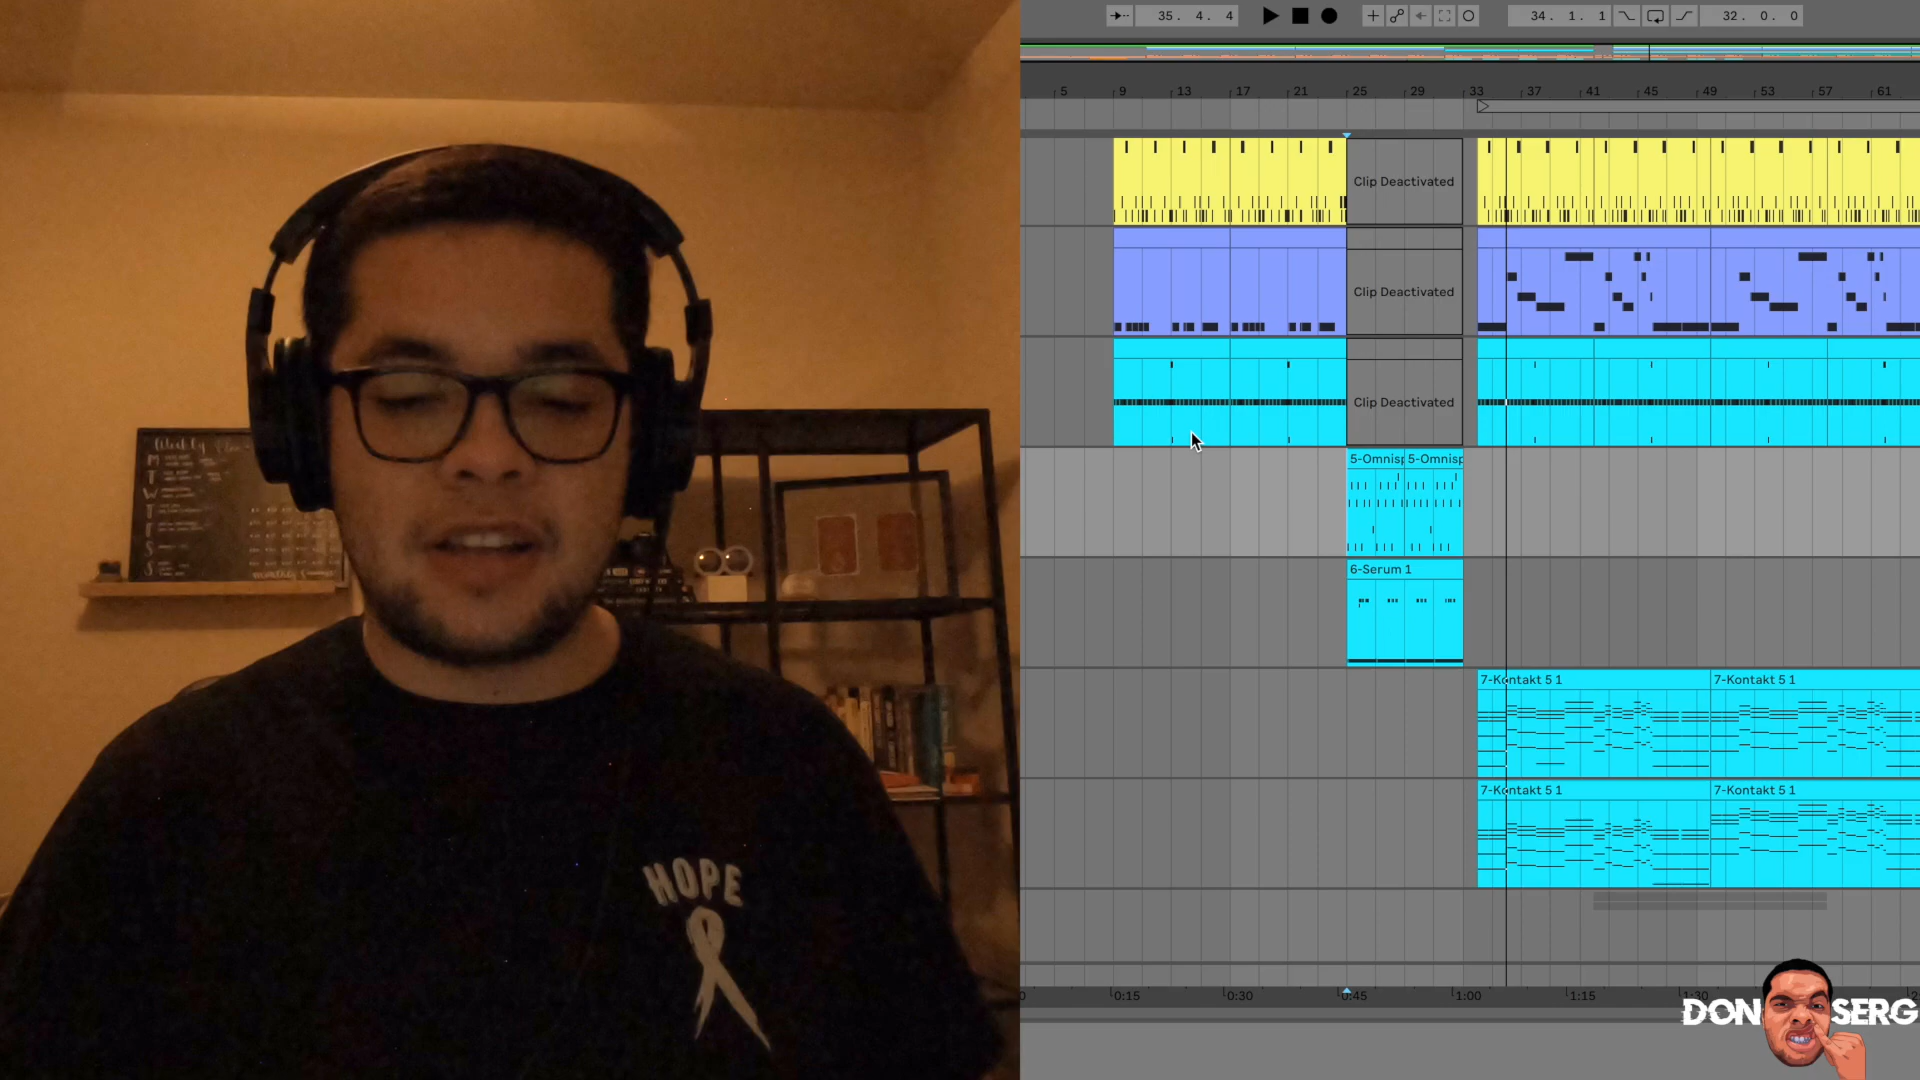 35. 4. 4
34. 1. 1
32. 0. 0
5 9 13 17 21 25 29 33 37 41 45 49 53 57 61
Clip Deactivated
Clip Deactivated
Clip Deactivated
5-Omnisp 5-Omnisp
6-Serum 1
7-Kontakt 5 1 7-Kontakt 5 1
7-Kontakt 5 1 7-Kontakt 5 1
0:15 0:30 0:45 1:00 1:15 1:30
Weekly
M
T
W
T
F
S
S
HOPE
DON SERG